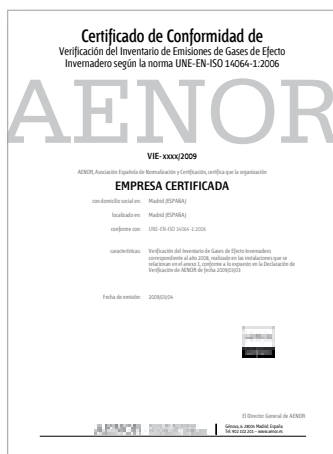 Certificado de Conformidad de
Verificación del Inventario de Emisiones de Gases de Efecto
Invernadero según la norma UNE-EN-ISO 14064-1:2006
AENOR
VIE-xxxx/2009
AENOR, Asociación Española de Normalización y Certificación, certifica que la organización
EMPRESA CERTIFICADA
con domicilio social en: Madrid (ESPAÑA)
localizado en: Madrid (ESPAÑA)
conforme con: UNE-EN-ISO 14064-1:2006
características: Verificación del Inventario de Gases de Efecto Invernadero
correspondiente al año 2008, realizado en las instalaciones que se
relacionan en el anexo 1, conforme a lo expuesto en la Declaración de
Verificación de AENOR de fecha 2009/03/03
Fecha de emisión: 2009/03/04
El Director General de AENOR
AENOR
Génova, 6. 28004 Madrid. España
Tel. 902 102 201 – www.aenor.es